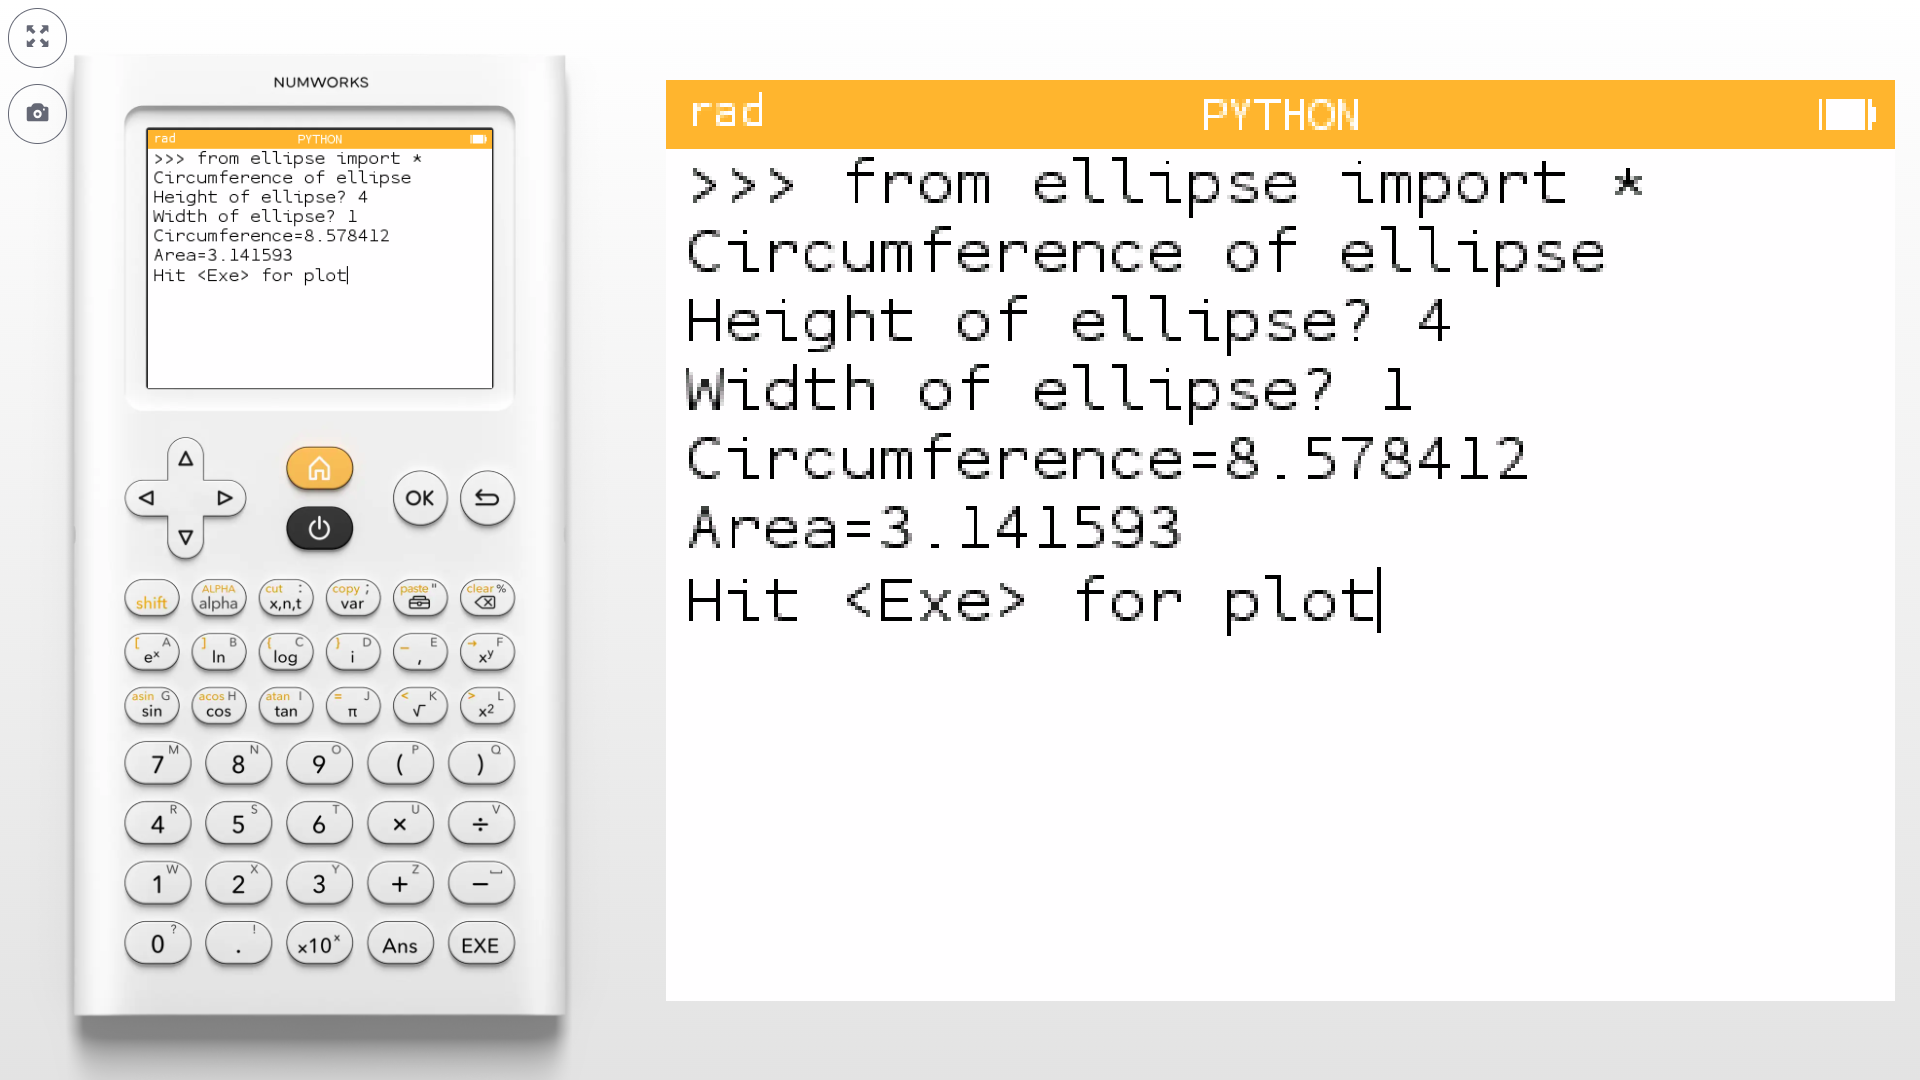 NUMWORKS
rad PYTHON
>>> from ellipse import *
Circumference of ellipse
Height of ellipse? 4
Width of ellipse? 1
Circumference=8.578412
Area=3.141593
Hit <Exe> for plot
OK
shift ALPHA alpha cut : x,n,t copy ; var paste " clear %
[ A eˣ ] B ln { C log } D i _ E , → F xʸ
asin G sin acos H cos atan I tan = J π < K √ > L x²
7 M 8 N 9 O ( P ) Q
4 R 5 S 6 T × U ÷ V
1 W 2 X 3 Y + Z −
0 ? . ! ×10ˣ Ans EXE
rad PYTHON
>>> from ellipse import *
Circumference of ellipse
Height of ellipse? 4
Width of ellipse? 1
Circumference=8.578412
Area=3.141593
Hit <Exe> for plot